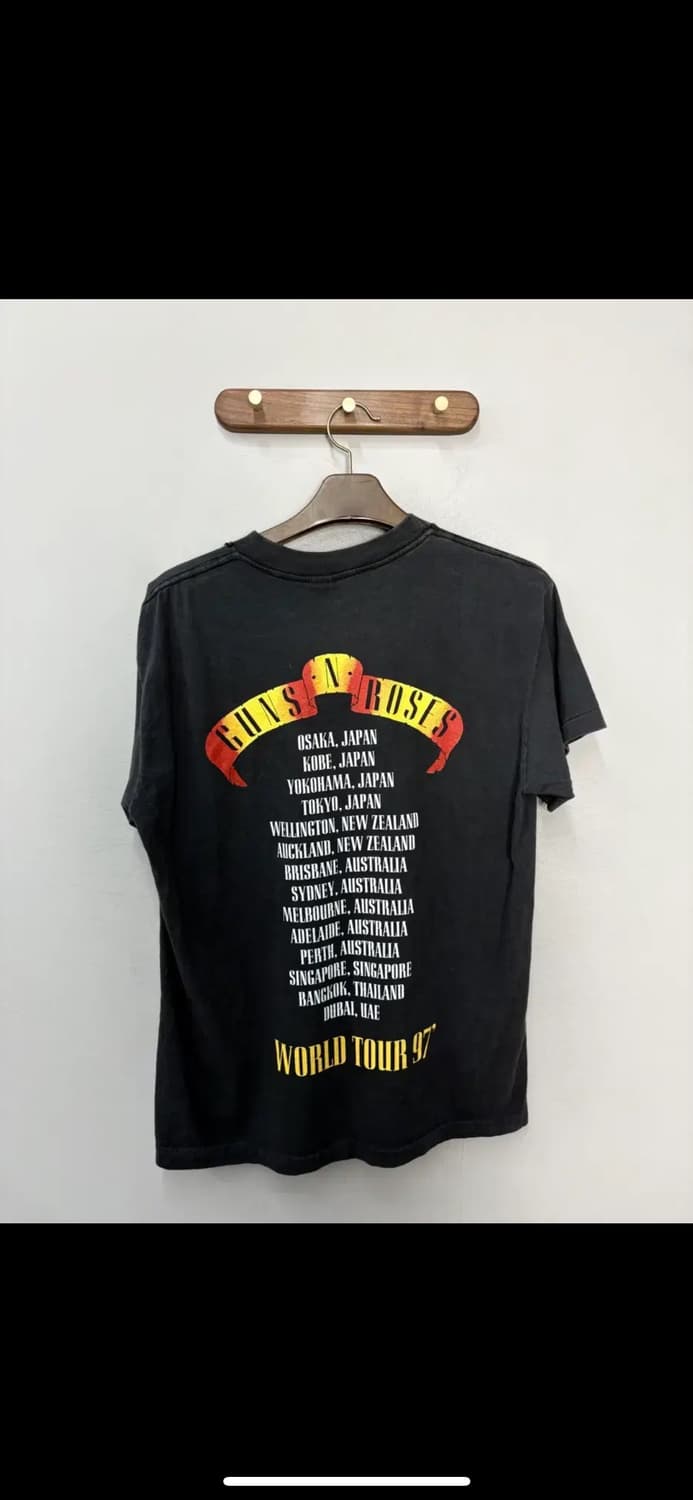 GUNS ·N· ROSES
OSAKA, JAPAN
KOBE, JAPAN
YOKOHAMA, JAPAN
TOKYO, JAPAN
WELLINGTON, NEW ZEALAND
AUCKLAND, NEW ZEALAND
BRISBANE, AUSTRALIA
SYDNEY, AUSTRALIA
MELBOURNE, AUSTRALIA
ADELAIDE, AUSTRALIA
PERTH, AUSTRALIA
SINGAPORE, SINGAPORE
BANGKOK, THAILAND
DUBAI, UAE
WORLD TOUR 97'